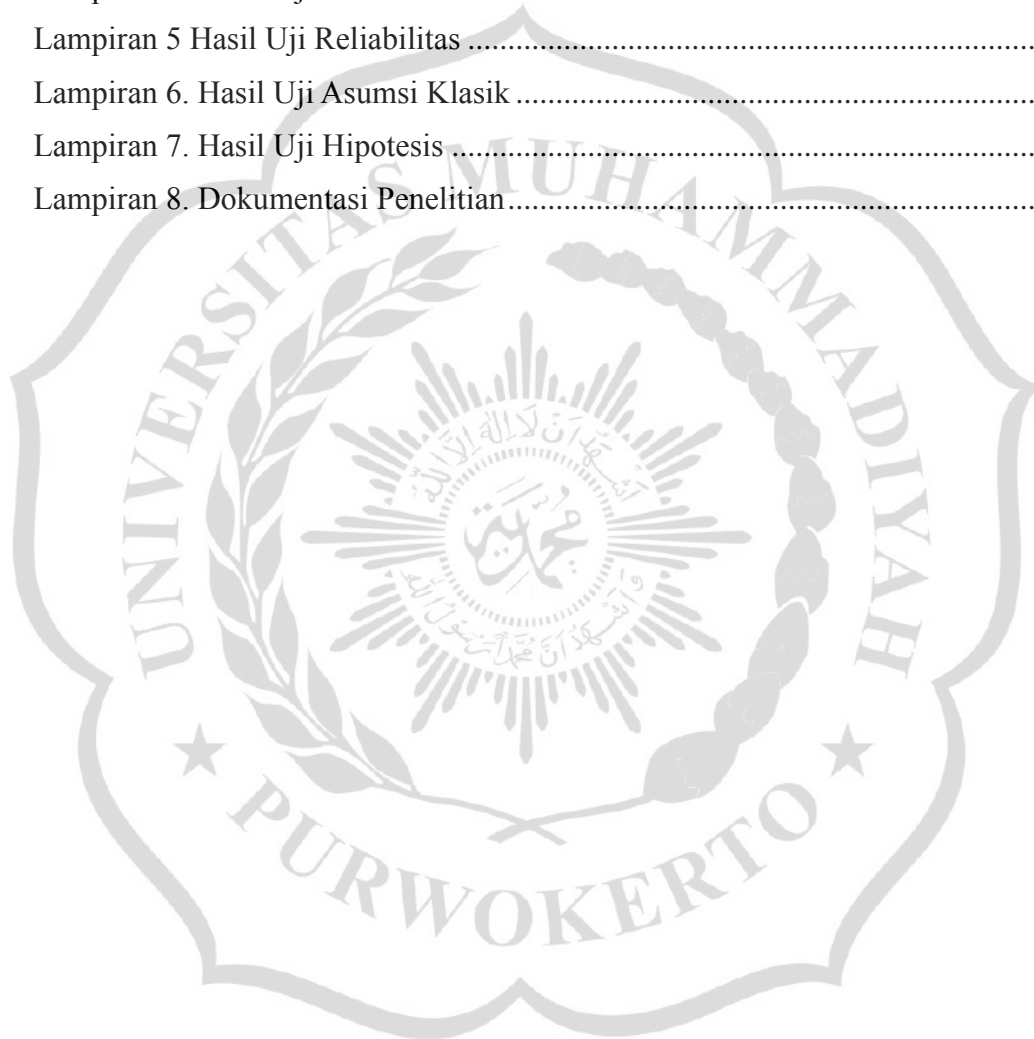 Lampiran 5 Hasil Uji Reliabilitas ........................................................................
Lampiran 6. Hasil Uji Asumsi Klasik ..................................................................
Lampiran 7. Hasil Uji Hipotesis ..........................................................................
Lampiran 8. Dokumentasi Penelitian...................................................................
UNIVERSITAS MUHAMMADIYAH
PURWOKERTO